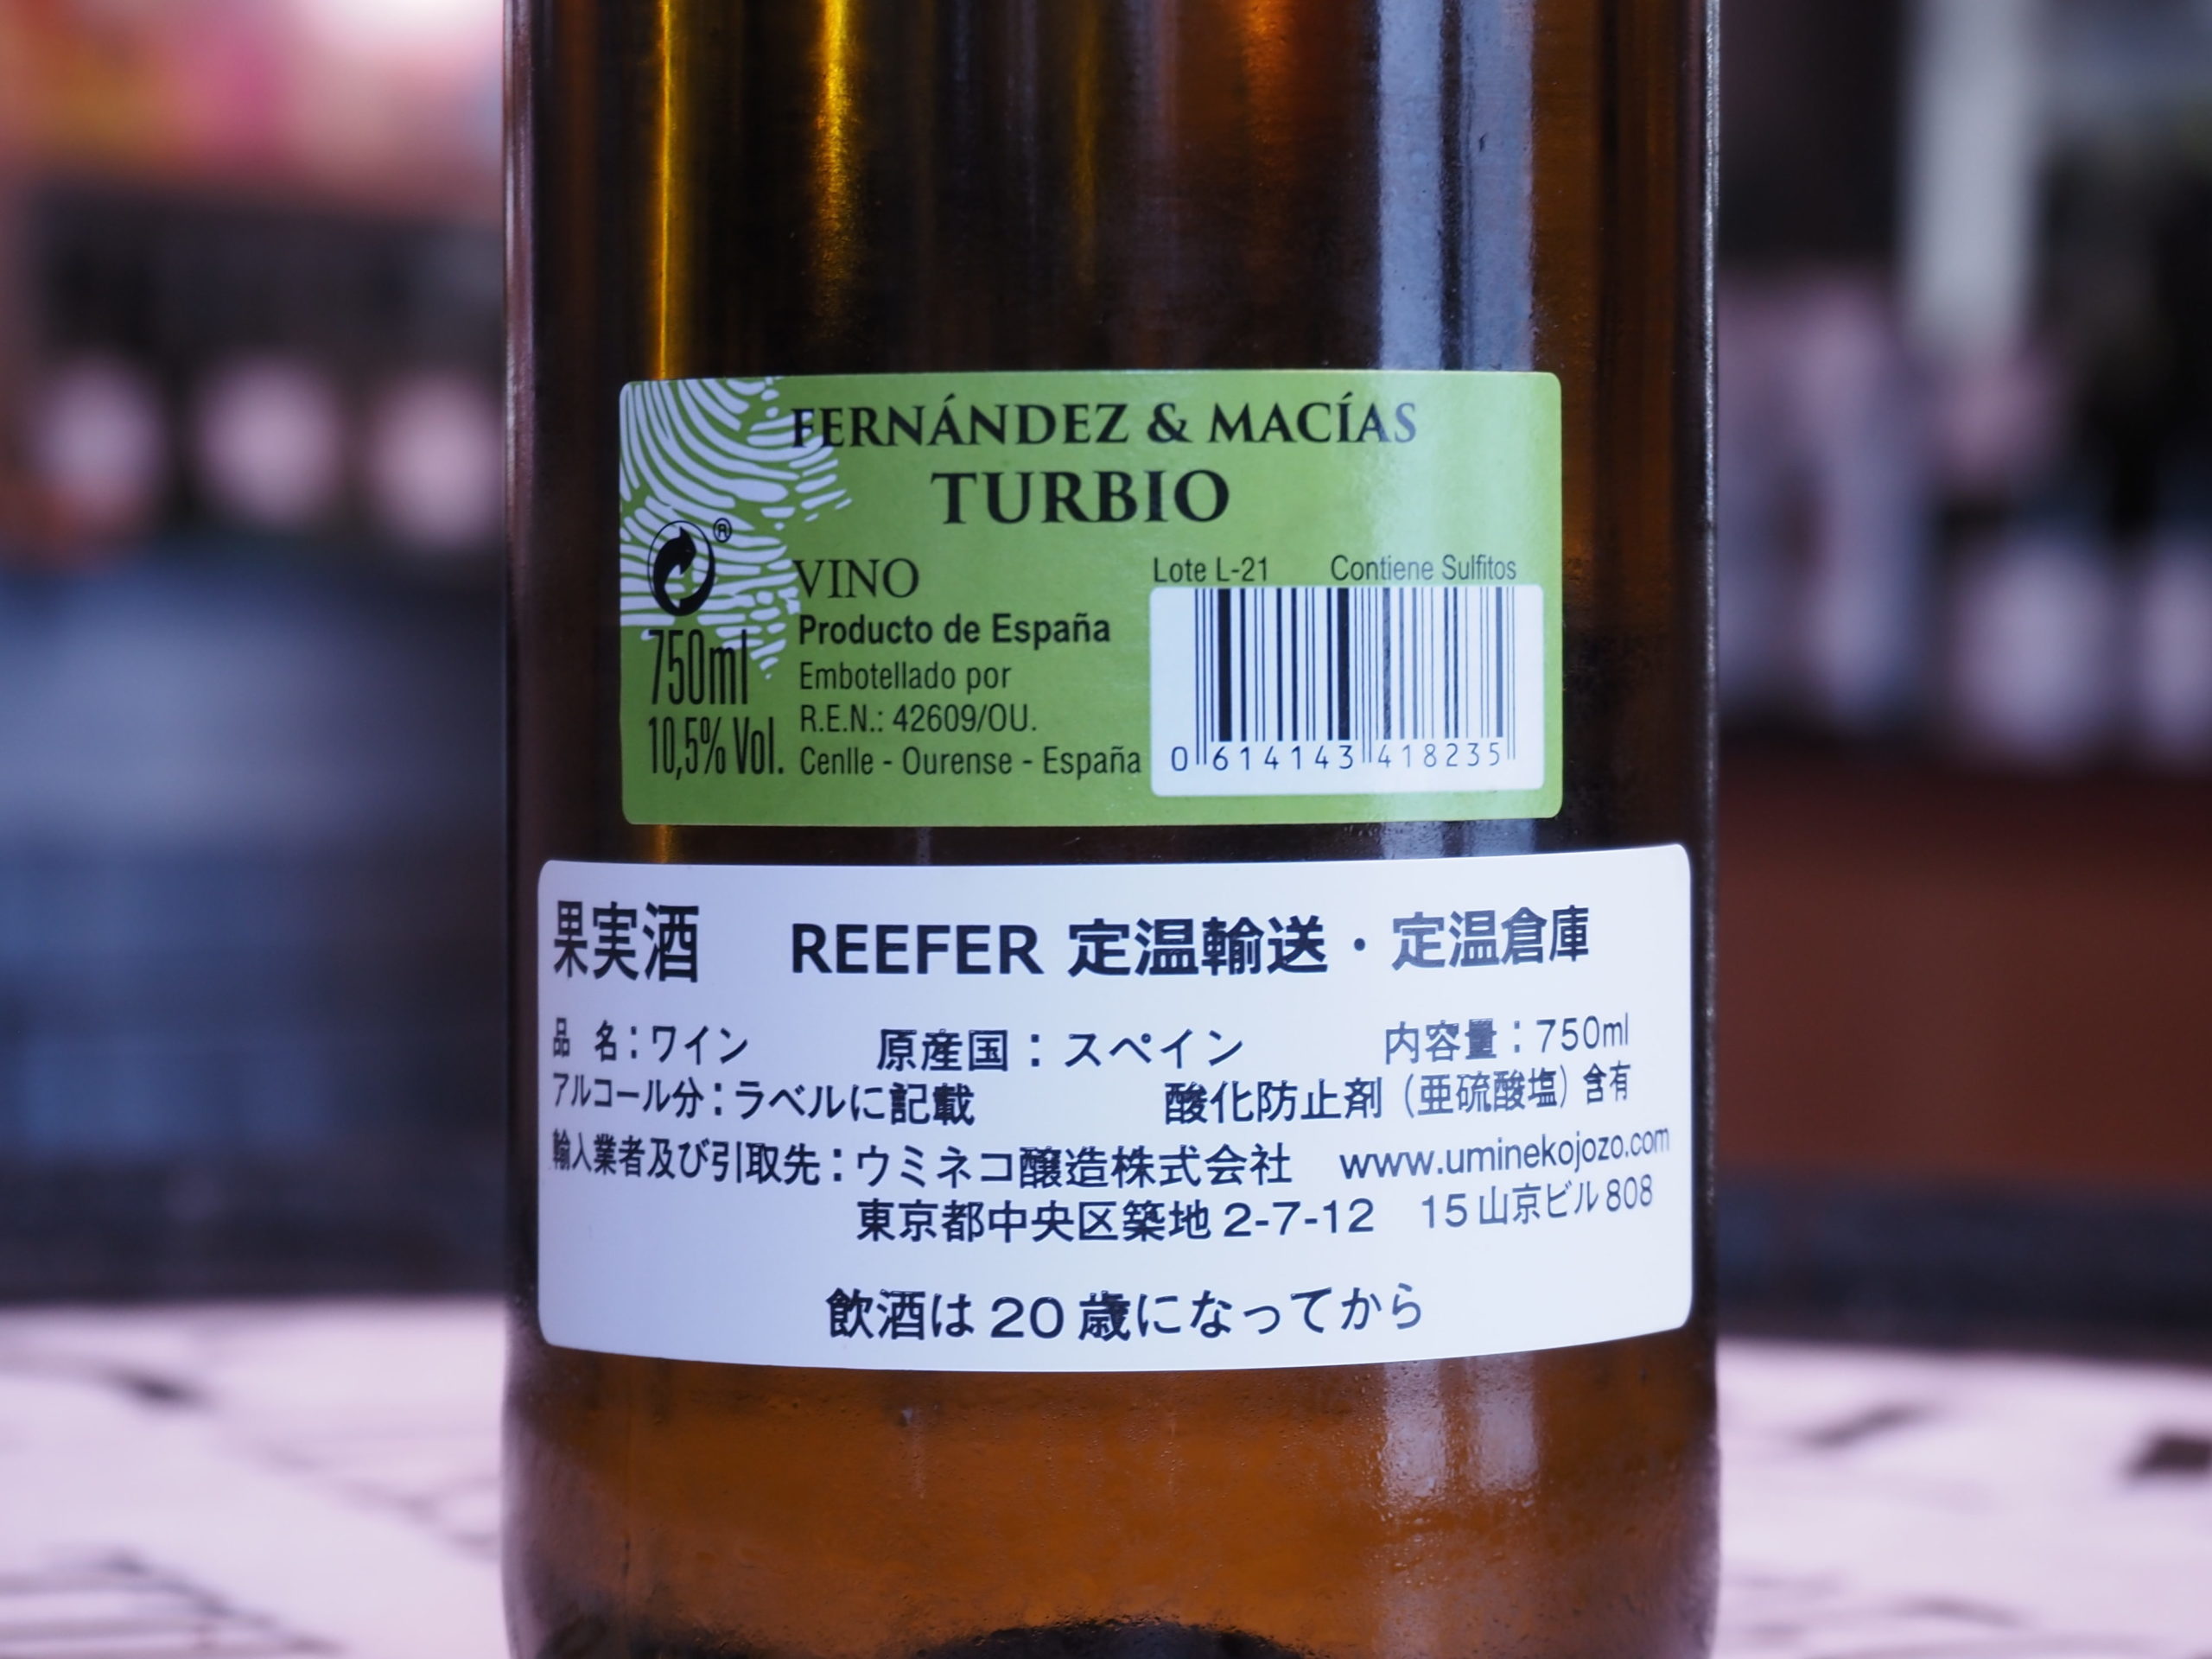 FERNÁNDEZ & MACÍAS
TURBIO
®
VINO
Lote L-21 Contiene Sulfitos
Producto de España
750ml
Embotellado por
R.E.N.: 42609/OU.
10,5% Vol.
Cenlle - Ourense - España
0 614143 418235
果実酒 REEFER 定温輸送・定温倉庫
品 名：ワイン 原産国：スペイン 内容量：750ml
アルコール分：ラベルに記載 酸化防止剤（亜硫酸塩）含有
輸入業者及び引取先：ウミネコ醸造株式会社 www.uminekojozo.com
東京都中央区築地 2-7-12 15 山京ビル 808
飲酒は 20 歳になってから